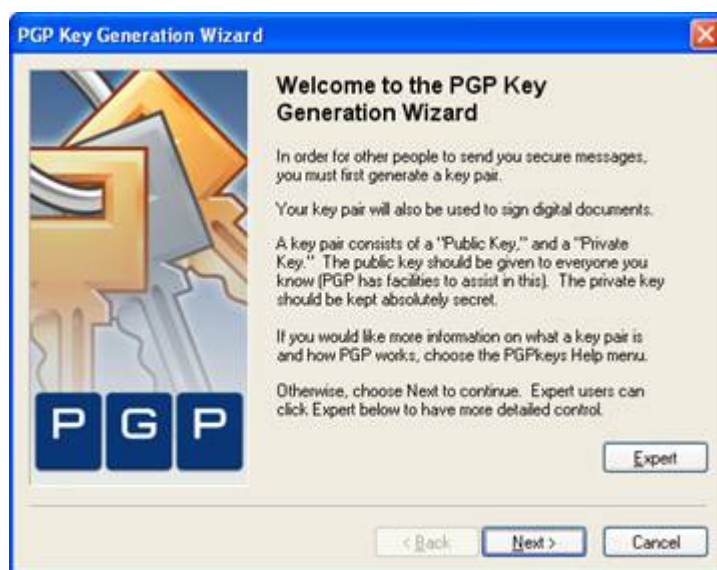 PGP Key Generation Wizard
Welcome to the PGP Key
Generation Wizard
In order for other people to send you secure messages,
you must first generate a key pair.
Your key pair will also be used to sign digital documents.
A key pair consists of a "Public Key," and a "Private
Key." The public key should be given to everyone you
know (PGP has facilities to assist in this). The private key
should be kept absolutely secret.
If you would like more information on what a key pair is
and how PGP works, choose the PGPkeys Help menu.
Otherwise, choose Next to continue. Expert users can
click Expert below to have more detailed control.
PGP
Expert
< Back Next > Cancel